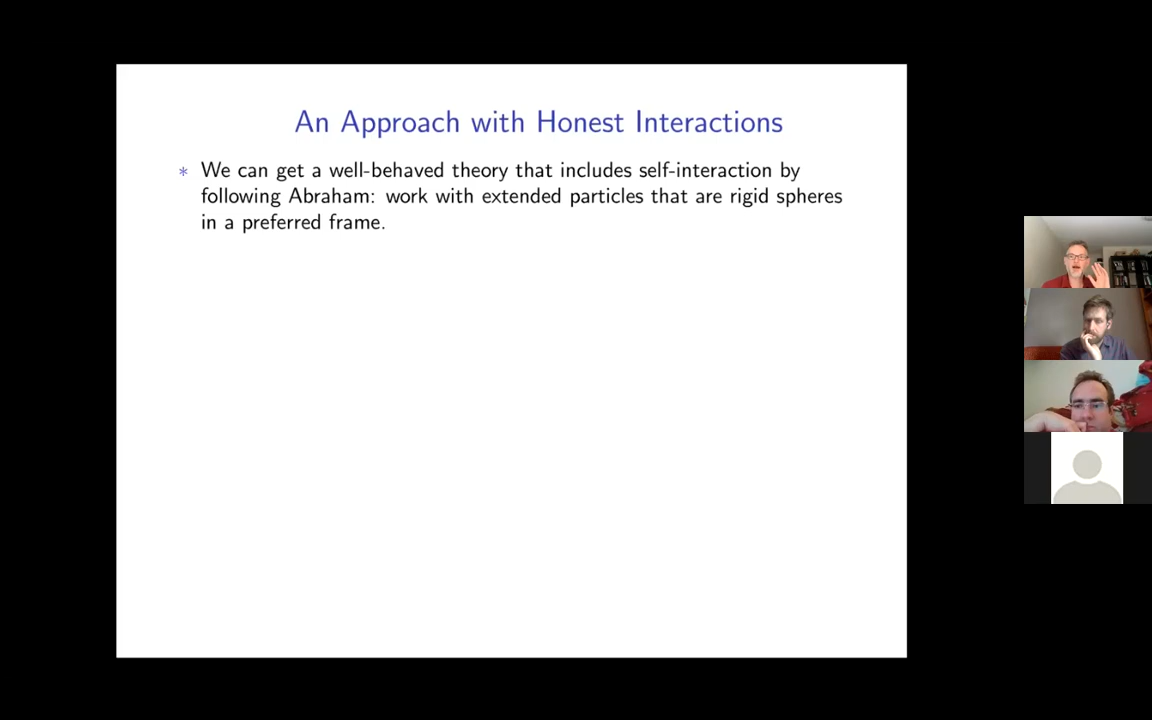 An Approach with Honest Interactions
* We can get a well-behaved theory that includes self-interaction by
following Abraham: work with extended particles that are rigid spheres
in a preferred frame.